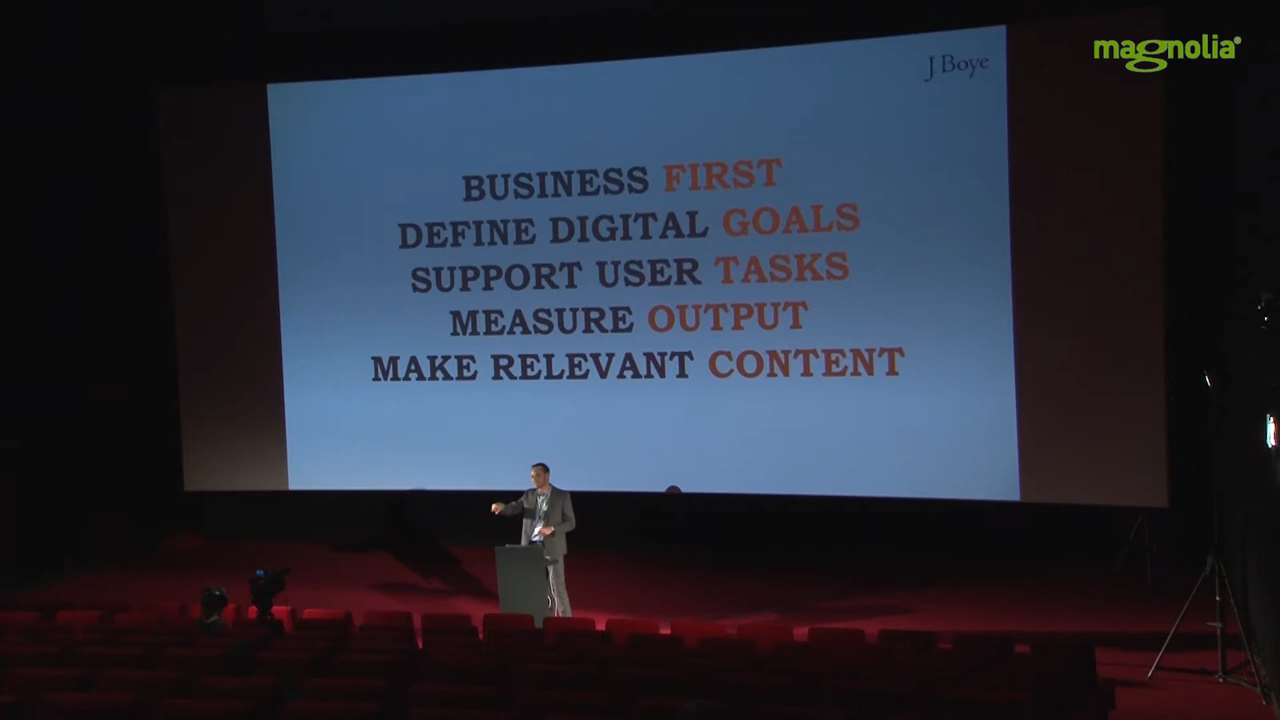 magnolia®
J Boye
BUSINESS FIRST
DEFINE DIGITAL GOALS
SUPPORT USER TASKS
MEASURE OUTPUT
MAKE RELEVANT CONTENT